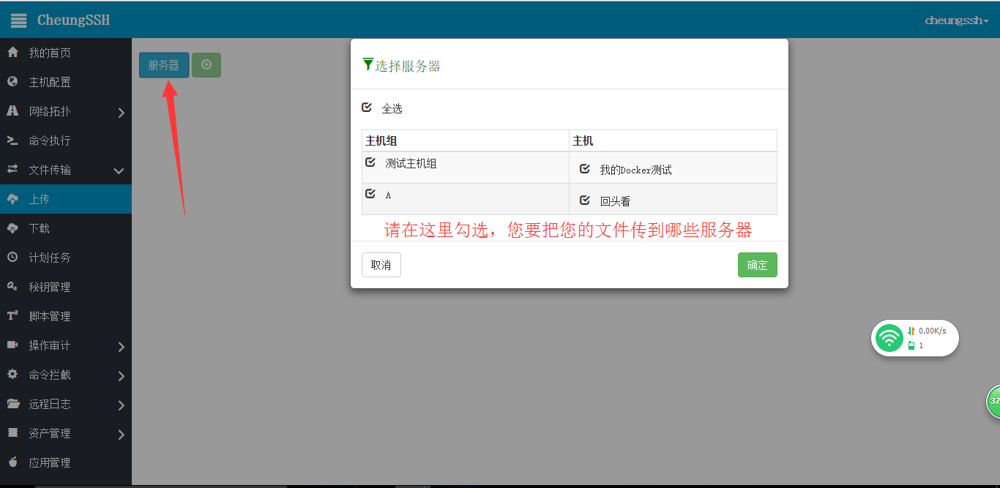 CheungSSH
cheungssh
我的首页
主机配置
网络拓扑
命令执行
文件传输
上传
下载
计划任务
秘钥管理
脚本管理
操作审计
命令拦截
远程日志
资产管理
应用管理
服务器
选择服务器
全选
主机组 主机
测试主机组 我的Docker测试
A 回头看
请在这里勾选，您要把您的文件传到哪些服务器
取消 确定
0.00K/s
1
37